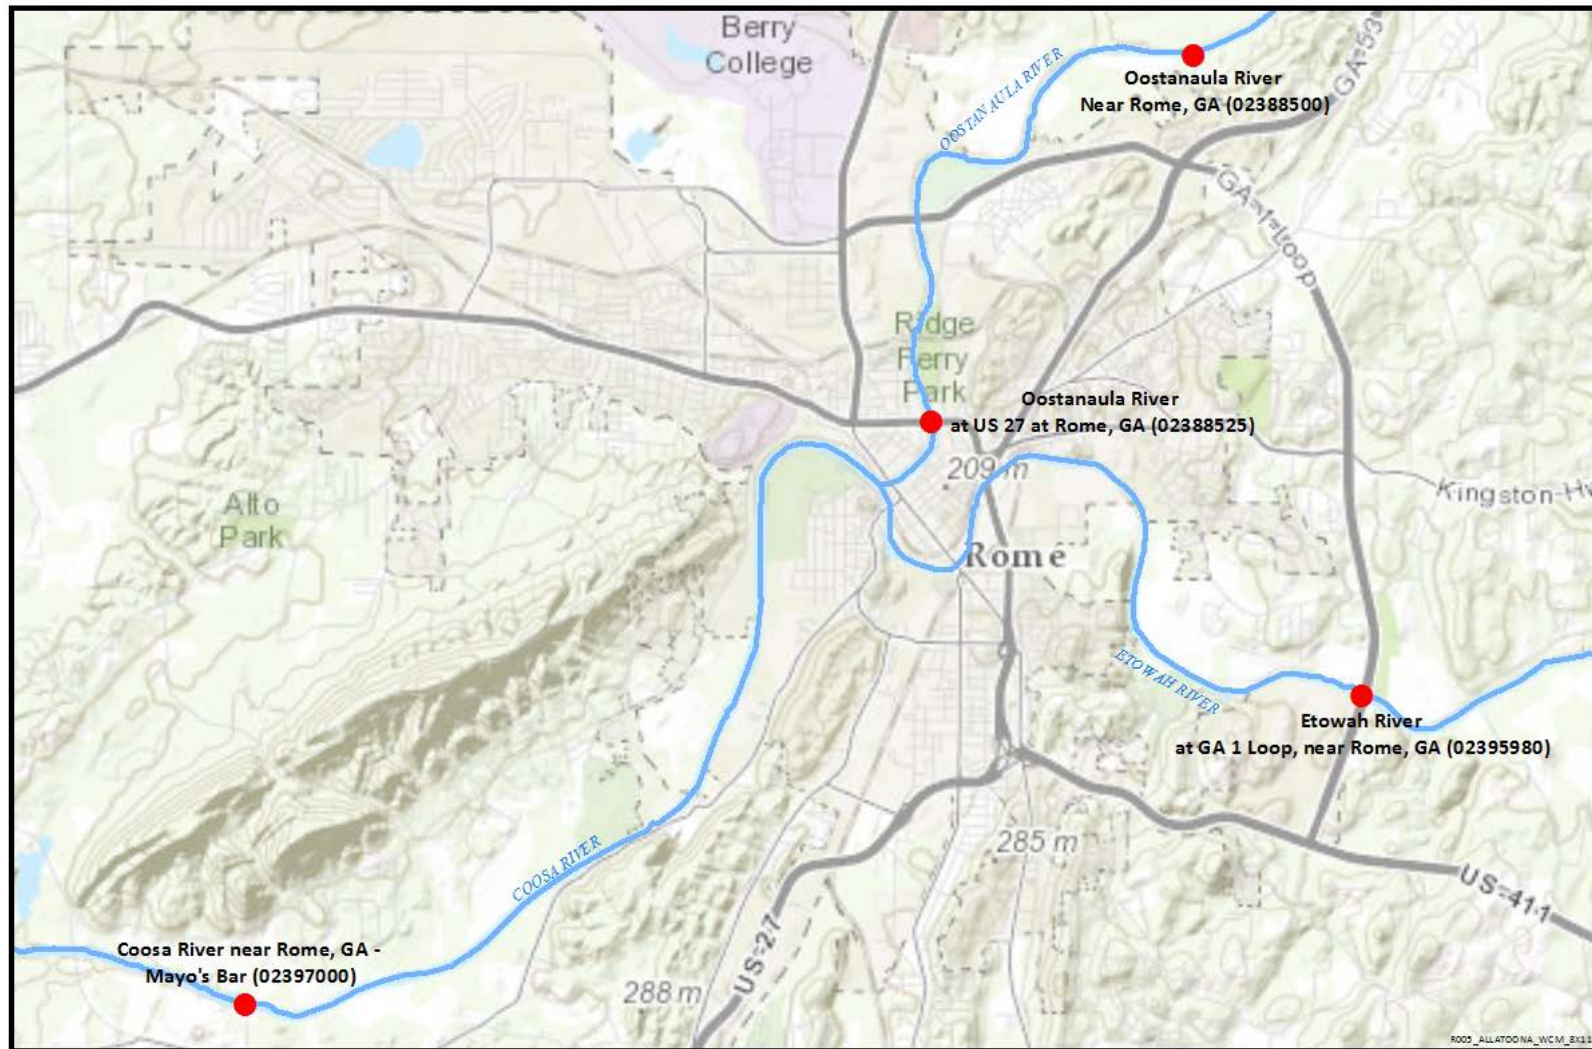 Berry
College
OOSTANAULA RIVER
Oostanaula River
Near Rome, GA (02388500)
GA-53
GA-1-Loop
Ridge
Ferry
Park
Oostanaula River
at US 27 at Rome, GA (02388525)
209 m
Kingston-Hw
Alto
Park
Rome
ETOWAH RIVER
Etowah River
at GA 1 Loop, near Rome, GA (02395980)
285 m
COOSA RIVER
US-411
US-27
Coosa River near Rome, GA -
Mayo's Bar (02397000)
288 m